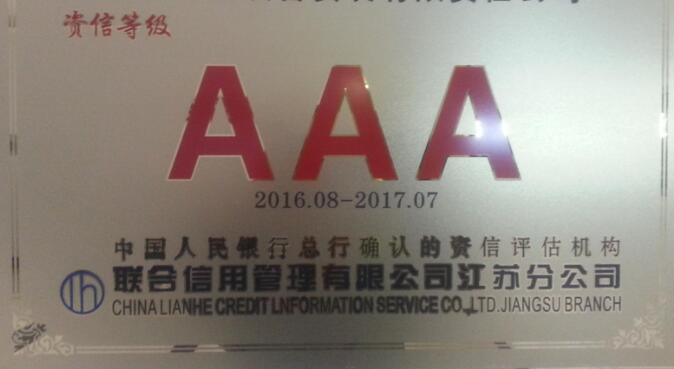 资信等级
AAA
2016.08-2017.07
中国人民银行总行确认的资信评估机构
联合信用管理有限公司江苏分公司
CHINA LIANHE CREDIT LNFORMATION SERVICE CO.,LTD.JIANGSU BRANCH